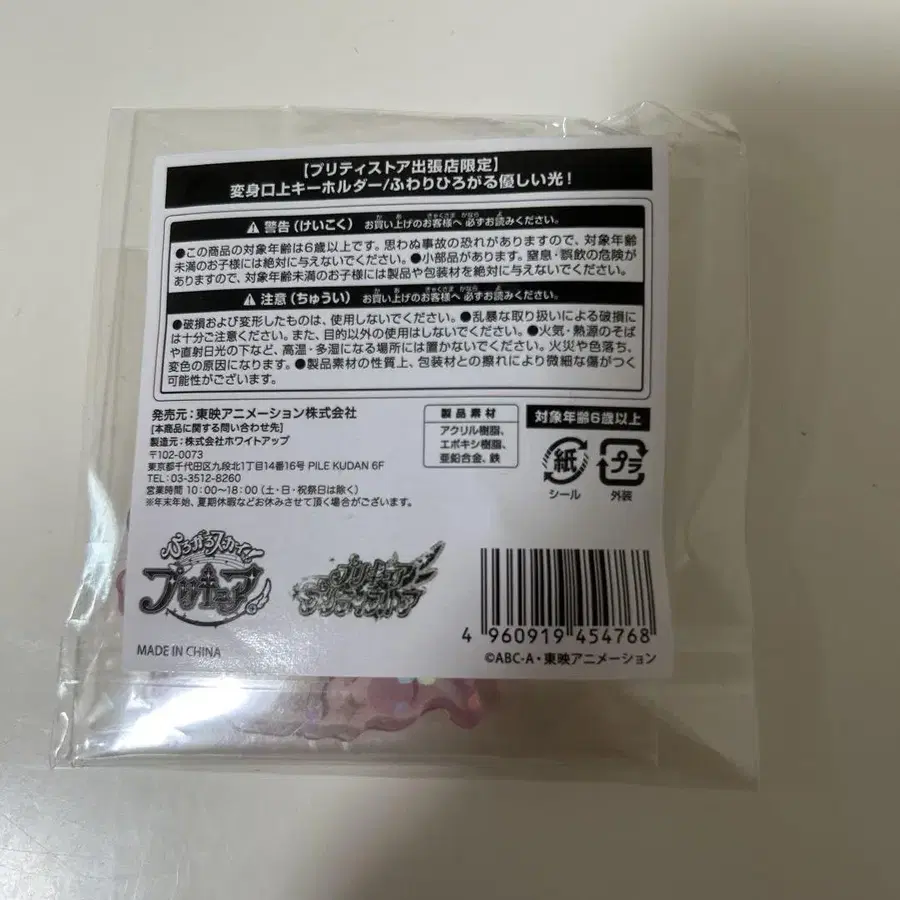 【プリティストア出張店限定】
変身口上キーホルダー/ふわりひろがる優しい光！
⚠ 警告（けいこく） お買い上げのお客様へ 必ずお読みください。
●この商品の対象年齢は6歳以上です。思わぬ事故の恐れがありますので、対象年齢
未満のお子様には絶対に与えないでください。●小部品があります。窒息・誤飲の危険が
ありますので、対象年齢未満のお子様には製品や包装材を絶対に与えないでください。
⚠ 注意（ちゅうい） お買い上げのお客様へ 必ずお読みください。
●破損および変形したものは、使用しないでください。●乱暴な取り扱いによる破損に
は十分ご注意ください。また、目的以外の使用はしないでください。●火気・熱源のそば
や直射日光の下など、高温・多湿になる場所には置かないでください。火災や色落ち、
変色の原因になります。●製品素材の性質上、包装材との擦れにより微細な傷がつく
可能性がございます。
発売元：東映アニメーション株式会社
[本商品に関する問い合わせ先]
製造元：株式会社ホワイトアップ
〒102-0073
東京都千代田区九段北1丁目14番16号 PILE KUDAN 6F
TEL：03-3512-8260
営業時間 10：00～18：00（土・日・祝祭日は除く）
※年末年始、夏期休暇などお休みさせて頂く場合がございます。
製品素材
アクリル樹脂、
エポキシ樹脂、
亜鉛合金、鉄
対象年齢6歳以上
紙
シール
プラ
外装
ひろがるスカイ！
プリキュア
プリキュア
プリティストア
4 960919 454768
MADE IN CHINA
©ABC-A・東映アニメーション